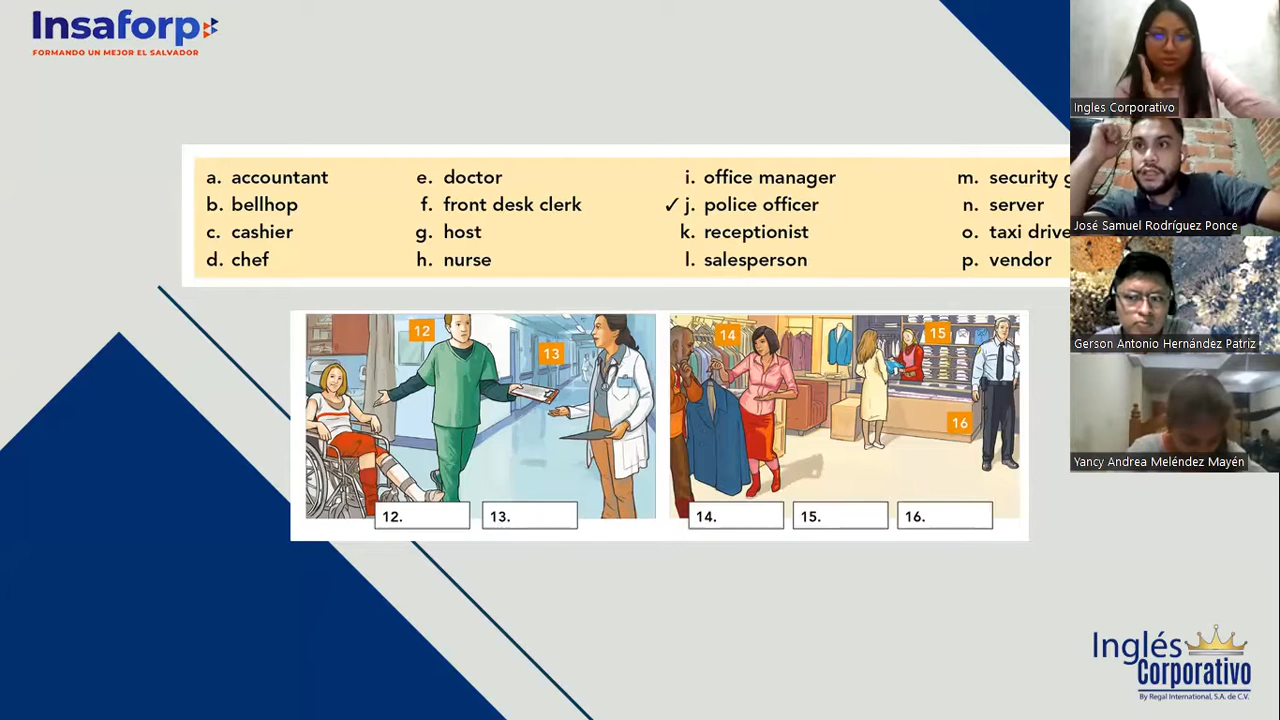 Insaforp
FORMANDO UN MEJOR EL SALVADOR
a. accountant
b. bellhop
c. cashier
d. chef
e. doctor
f. front desk clerk
g. host
h. nurse
i. office manager
✓ j. police officer
k. receptionist
l. salesperson
m. security g
n. server
o. taxi drive
p. vendor
12
13
12.
13.
14
15
16
14.
15.
16.
Ingles Corporativo
José Samuel Rodríguez Ponce
Gerson Antonio Hernández Patriz
Yancy Andrea Meléndez Mayén
Inglés
Corporativo
By Regal International, S.A. de C.V.